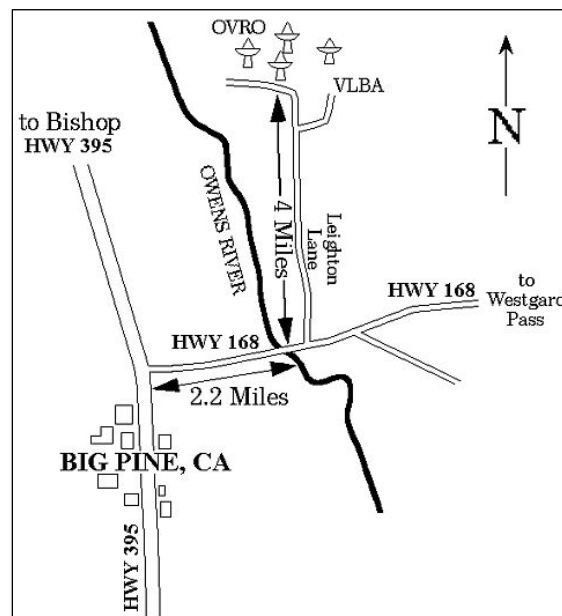 OVRO
VLBA
N
to Bishop
HWY 395
OWENS RIVER
4 Miles
Leighton
Lane
HWY 168
to
Westgard
Pass
HWY 168
2.2 Miles
BIG PINE, CA
HWY 395